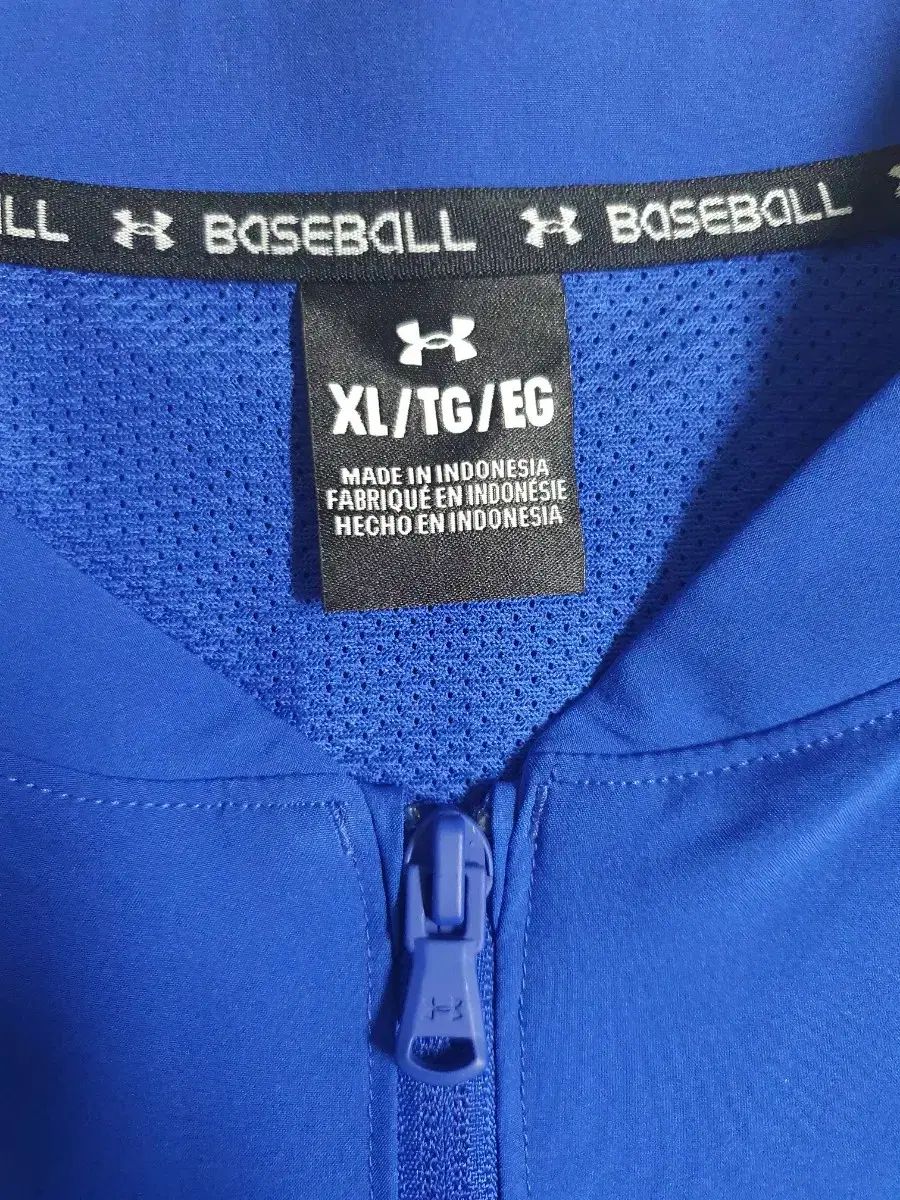 LL BASEBALL BASEBALL
XL/TG/EG
MADE IN INDONESIA
FABRIQUÉ EN INDONÉSIE
HECHO EN INDONESIA